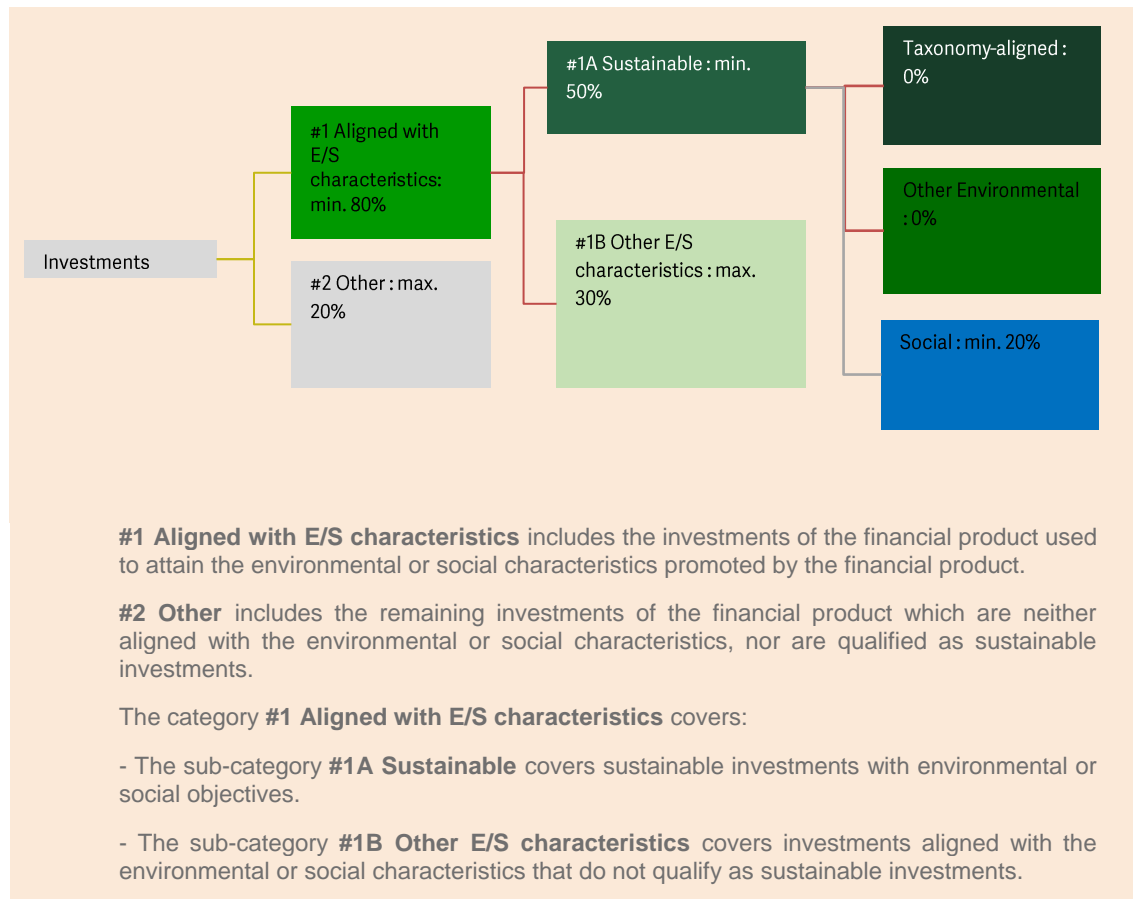 Investments
#1 Aligned with
E/S
characteristics:
min. 80%
#2 Other : max.
20%
#1A Sustainable : min.
50%
#1B Other E/S
characteristics : max.
30%
Taxonomy-aligned :
0%
Other Environmental
: 0%
Social : min. 20%
#1 Aligned with E/S characteristics includes the investments of the financial product used
to attain the environmental or social characteristics promoted by the financial product.
#2 Other includes the remaining investments of the financial product which are neither
aligned with the environmental or social characteristics, nor are qualified as sustainable
investments.
The category #1 Aligned with E/S characteristics covers:
- The sub-category #1A Sustainable covers sustainable investments with environmental or
social objectives.
- The sub-category #1B Other E/S characteristics covers investments aligned with the
environmental or social characteristics that do not qualify as sustainable investments.